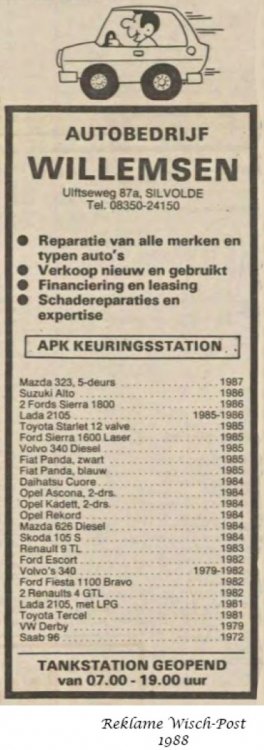 AUTOBEDRIJF
WILLEMSEN
Ulftseweg 87a, SILVOLDE
Tel. 08350-24150
● Reparatie van alle merken en
typen auto's
● Verkoop nieuw en gebruikt
● Financiering en leasing
● Schadereparaties en
expertise
APK KEURINGSSTATION
Mazda 323, 5-deurs 1987
Suzuki Alto 1986
2 Fords Sierra 1800 1986
Lada 2105 1985-1986
Toyota Starlet 12 valve 1985
Ford Sierra 1600 Laser 1985
Volvo 340 Diesel 1985
Fiat Panda, zwart 1985
Fiat Panda, blauw 1985
Daihatsu Cuore 1984
Opel Ascona, 2-drs. 1984
Opel Kadett, 2-drs. 1984
Opel Rekord 1984
Mazda 626 Diesel 1984
Skoda 105 S 1984
Renault 9 TL 1983
Ford Escort 1982
Volvo's 340 1979-1982
Ford Fiesta 1100 Bravo 1982
2 Renaults 4 GTL 1982
Lada 2105, met LPG 1981
Toyota Tercel 1981
VW Derby 1979
Saab 96 1972
TANKSTATION GEOPEND
van 07.00 - 19.00 uur
Reklame Wisch-Post
1988